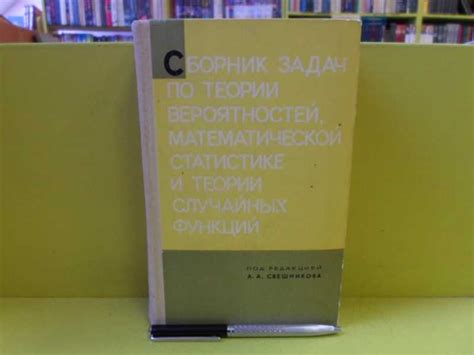 СБОРНИК ЗАДАЧ
ПО ТЕОРИИ
ВЕРОЯТНОСТЕЙ,
МАТЕМАТИЧЕСКОЙ
СТАТИСТИКЕ
И ТЕОРИИ
СЛУЧАЙНЫХ
ФУНКЦИЙ
ПОД РЕДАКЦИЕЙ
А. А. СВЕШНИКОВА